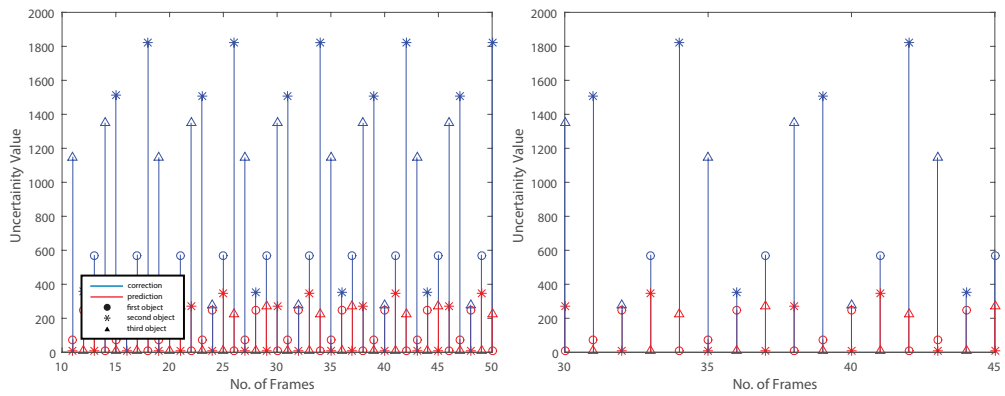 2000
1800
1600
1400
1200
1000
800
600
400
200
0
Uncertainity Value
correction
prediction
first object
second object
third object
10 15 20 25 30 35 40 45 50
No. of Frames
2000
1800
1600
1400
1200
1000
800
600
400
200
0
Uncertainity Value
30 35 40 45
No. of Frames